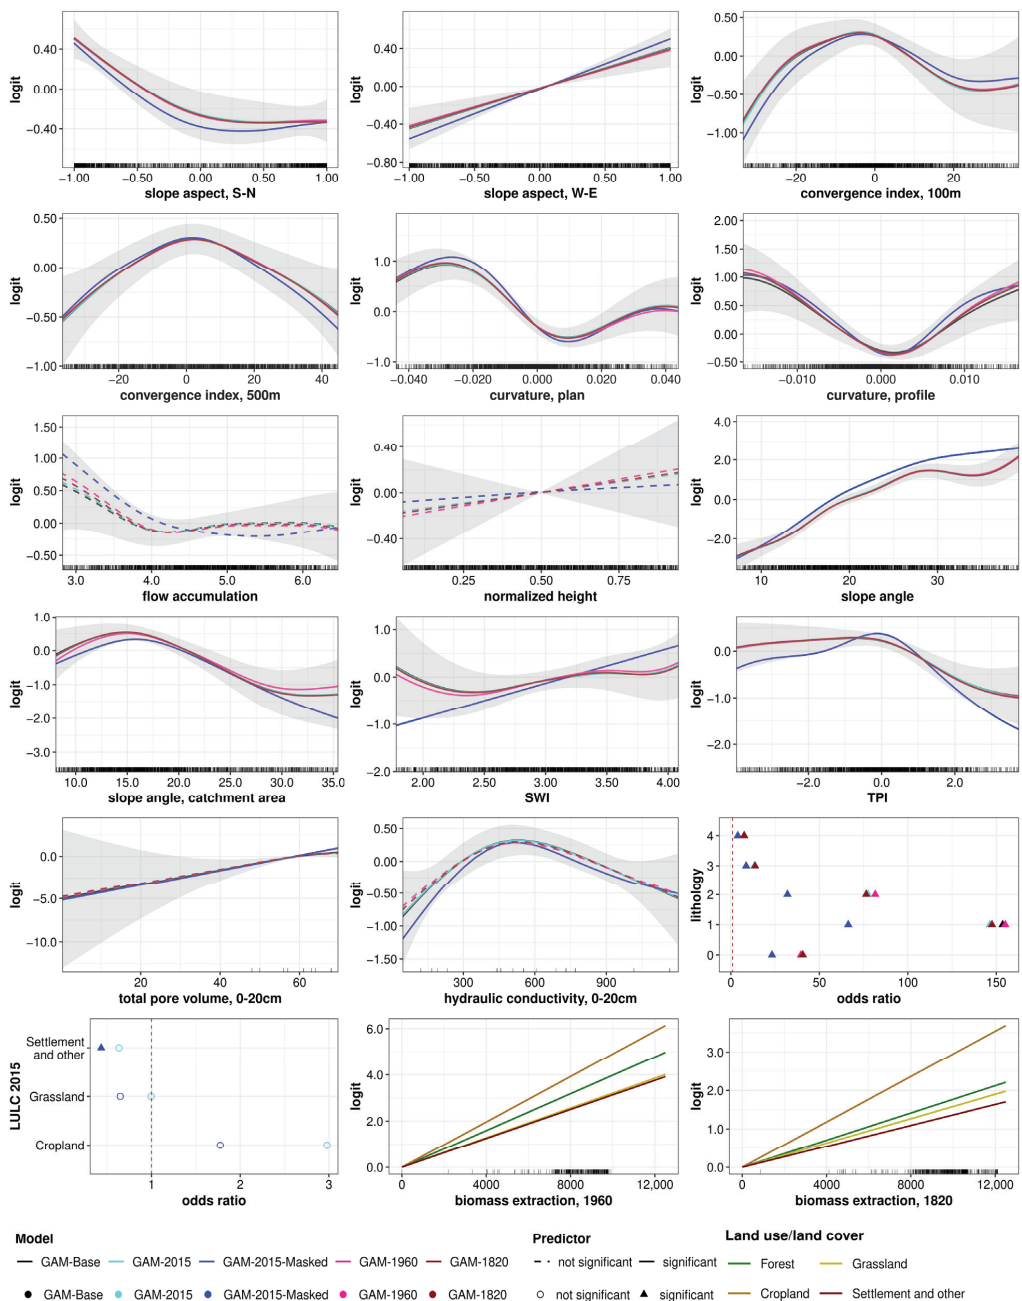 0.40
0.00
−0.40
logit
−1.00
−0.50
0.00
0.50
1.00
slope aspect, S-N
0.40
0.00
−0.40
−0.80
logit
−1.00
−0.50
0.00
0.50
1.00
slope aspect, W-E
0.50
0.00
−0.50
−1.00
logit
−20
0
20
convergence index, 100m
0.50
0.00
−0.50
−1.00
logit
−20
0
20
40
convergence index, 500m
1.0
0.0
−1.0
logit
−0.040
−0.020
0.000
0.020
0.040
curvature, plan
2.00
1.50
1.00
0.50
0.00
−0.50
logit
−0.010
0.000
0.010
curvature, profile
1.50
1.00
0.50
0.00
−0.50
logit
3.0
4.0
5.0
6.0
flow accumulation
0.40
0.00
−0.40
logit
0.25
0.50
0.75
normalized height
4.0
2.0
0.0
−2.0
logit
10
20
30
slope angle
1.0
0.0
−1.0
−2.0
−3.0
logit
10.0
15.0
20.0
25.0
30.0
35.0
slope angle, catchment area
1.0
0.0
−1.0
−2.0
logit
2.00
2.50
3.00
3.50
4.00
SWI
0.0
−1.0
−2.0
logit
−2.0
0.0
2.0
TPI
0.0
−5.0
−10.0
logit
20
40
60
total pore volume, 0-20cm
0.50
0.00
−0.50
−1.00
−1.50
logit
300
600
900
hydraulic conductivity, 0-20cm
4
3
2
1
0
lithology
0
50
100
150
odds ratio
Settlement
and other
Grassland
Cropland
LULC 2015
1
2
3
odds ratio
6.0
4.0
2.0
0.0
logit
0
4000
8000
12,000
biomass extraction, 1960
3.0
2.0
1.0
0.0
logit
0
4000
8000
12,000
biomass extraction, 1820
Model
GAM-Base GAM-2015 GAM-2015-Masked GAM-1960 GAM-1820
GAM-Base GAM-2015 GAM-2015-Masked GAM-1960 GAM-1820
Predictor
not significant significant
not significant significant
Land use/land cover
Forest Grassland
Cropland Settlement and other